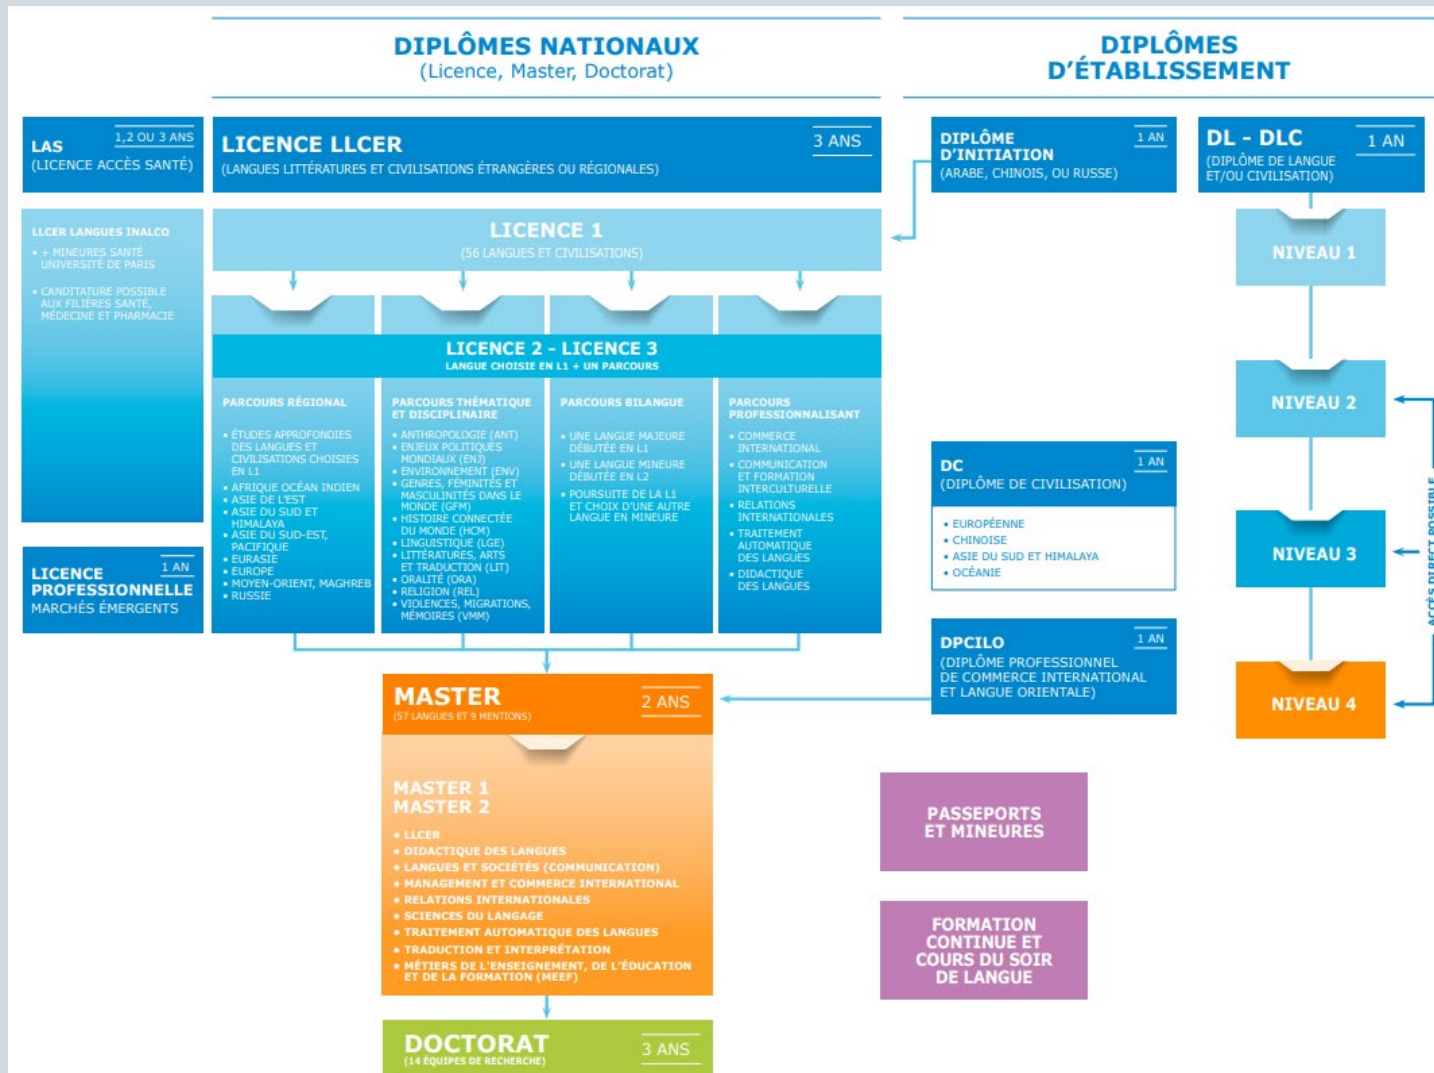 DIPLÔMES NATIONAUX
(Licence, Master, Doctorat)
DIPLÔMES
D'ÉTABLISSEMENT
LAS
1,2 OU 3 ANS
(LICENCE ACCÈS SANTÉ)
LICENCE LLCER
3 ANS
(LANGUES LITTÉRATURES ET CIVILISATIONS ÉTRANGÈRES OU RÉGIONALES)
DIPLÔME
D'INITIATION
1 AN
(ARABE, CHINOIS, OU RUSSE)
DL - DLC
1 AN
(DIPLÔME DE LANGUE
ET/OU CIVILISATION)
LLCER LANGUES INALCO
• + MINEURES SANTÉ
UNIVERSITÉ DE PARIS
• CANDITATURE POSSIBLE
AUX FILIÈRES SANTÉ,
MÉDECINE ET PHARMACIE
LICENCE
PROFESSIONNELLE
1 AN
MARCHÉS ÉMERGENTS
LICENCE 1
(56 LANGUES ET CIVILISATIONS)
LICENCE 2 - LICENCE 3
LANGUE CHOISIE EN L1 + UN PARCOURS
PARCOURS RÉGIONAL
• ÉTUDES APPROFONDIES
DES LANGUES ET
CIVILISATIONS CHOISIES
EN L1
• AFRIQUE OCÉAN INDIEN
• ASIE DE L'EST
• ASIE DU SUD ET
HIMALAYA
• ASIE DU SUD-EST,
PACIFIQUE
• EURASIE
• EUROPE
• MOYEN-ORIENT, MAGHREB
• RUSSIE
PARCOURS THÉMATIQUE
ET DISCIPLINAIRE
• ANTHROPOLOGIE (ANT)
• ENJEUX POLITIQUES
MONDIAUX (ENJ)
• ENVIRONNEMENT (ENV)
• GENRES, FÉMINITÉS ET
MASCULINITÉS DANS LE
MONDE (GFM)
• HISTOIRE CONNECTÉE
DU MONDE (HCM)
• LINGUISTIQUE (LGE)
• LITTÉRATURES, ARTS
ET TRADUCTION (LIT)
• ORALITÉ (ORA)
• RELIGION (REL)
• VIOLENCES, MIGRATIONS,
MÉMOIRES (VMM)
PARCOURS BILANGUE
• UNE LANGUE MAJEURE
DÉBUTÉE EN L1
• UNE LANGUE MINEURE
DÉBUTÉE EN L2
• POURSUITE DE LA L1
ET CHOIX D'UNE AUTRE
LANGUE EN MINEURE
PARCOURS
PROFESSIONNALISANT
• COMMERCE
INTERNATIONAL
• COMMUNICATION
ET FORMATION
INTERCULTURELLE
• RELATIONS
INTERNATIONALES
• TRAITEMENT
AUTOMATIQUE
DES LANGUES
• DIDACTIQUE
DES LANGUES
MASTER
2 ANS
(57 LANGUES ET 9 MENTIONS)
MASTER 1
MASTER 2
• LLCER
• DIDACTIQUE DES LANGUES
• LANGUES ET SOCIÉTÉS (COMMUNICATION)
• MANAGEMENT ET COMMERCE INTERNATIONAL
• RELATIONS INTERNATIONALES
• SCIENCES DU LANGAGE
• TRAITEMENT AUTOMATIQUE DES LANGUES
• TRADUCTION ET INTERPRÉTATION
• MÉTIERS DE L'ENSEIGNEMENT, DE L'ÉDUCATION
ET DE LA FORMATION (MEEF)
DOCTORAT
3 ANS
(14 ÉQUIPES DE RECHERCHE)
DC
1 AN
(DIPLÔME DE CIVILISATION)
• EUROPÉENNE
• CHINOISE
• ASIE DU SUD ET HIMALAYA
• OCÉANIE
DPCILO
1 AN
(DIPLÔME PROFESSIONNEL
DE COMMERCE INTERNATIONAL
ET LANGUE ORIENTALE)
PASSEPORTS
ET MINEURES
FORMATION
CONTINUE ET
COURS DU SOIR
DE LANGUE
NIVEAU 1
NIVEAU 2
NIVEAU 3
NIVEAU 4
ACCÈS DIRECT POSSIBLE